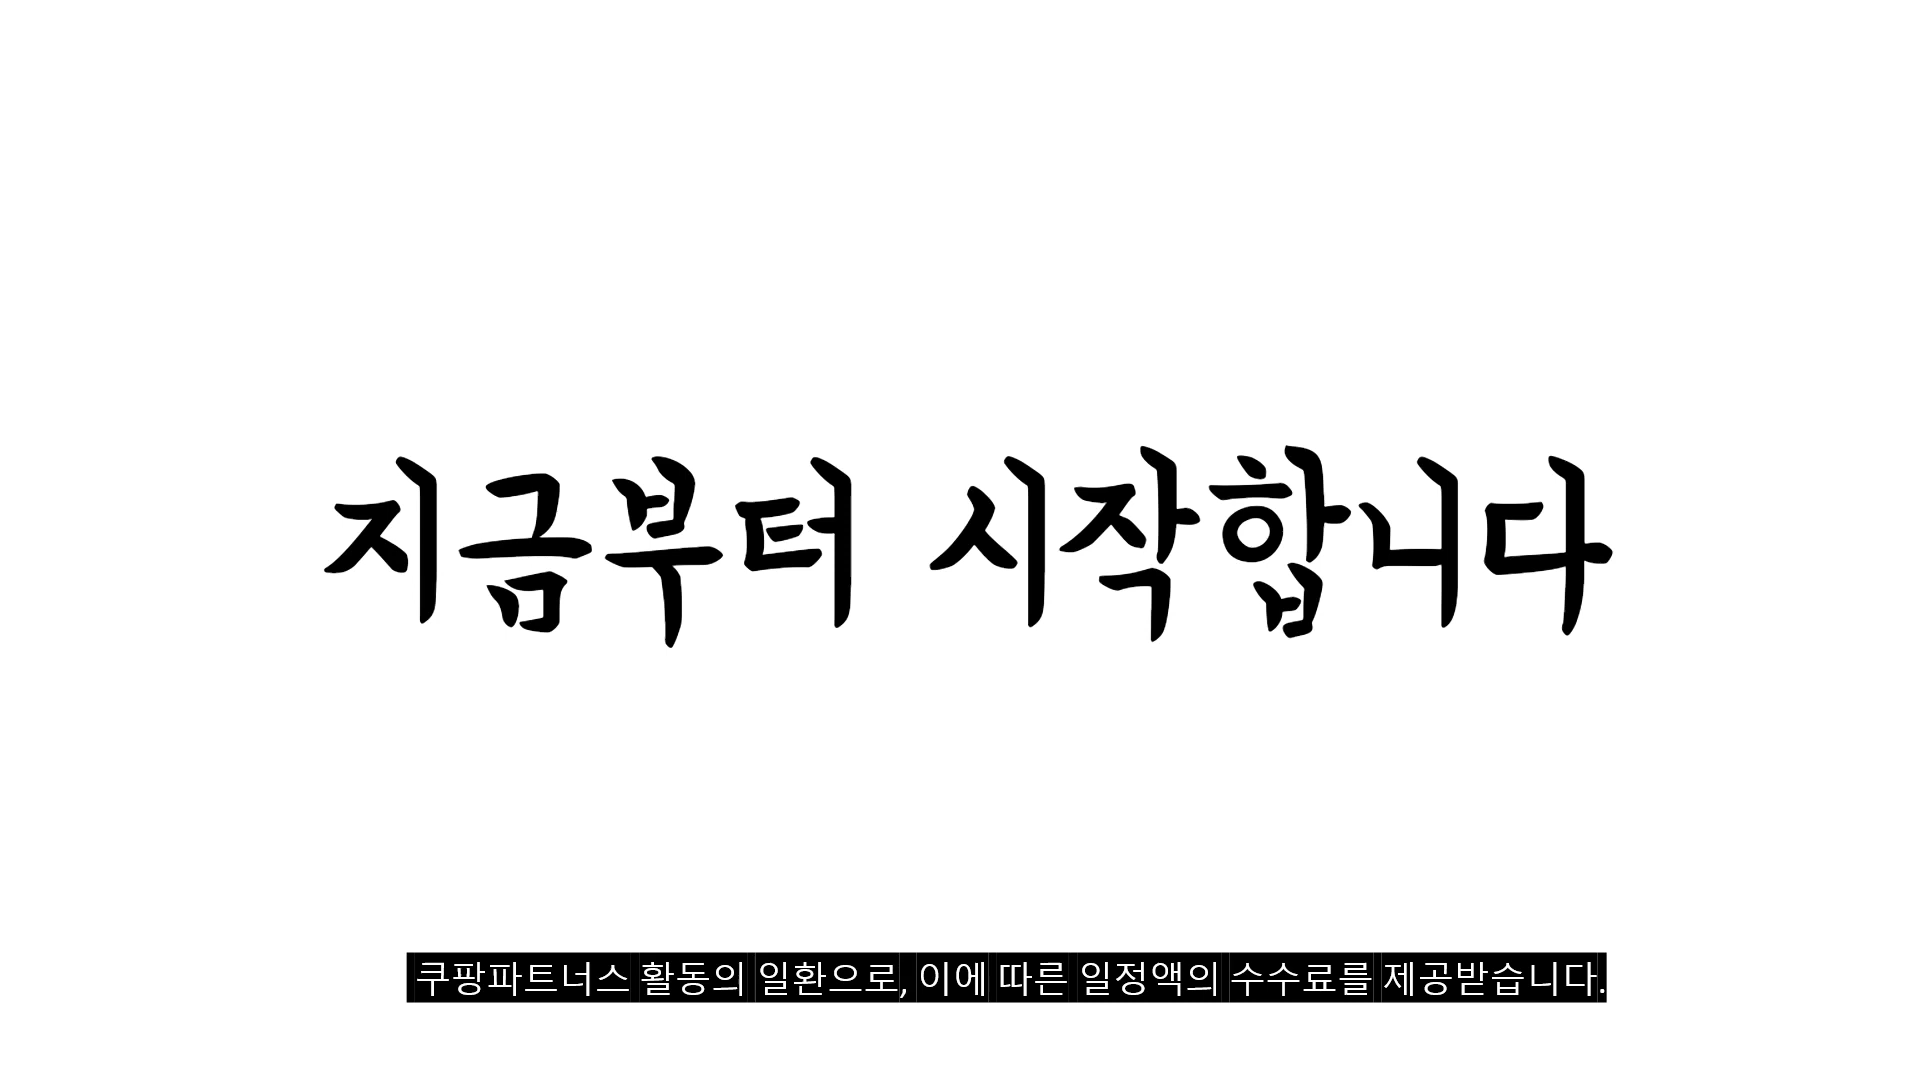 지금부터 시작합니다
쿠팡파트너스 활동의 일환으로, 이에 따른 일정액의 수수료를 제공받습니다.